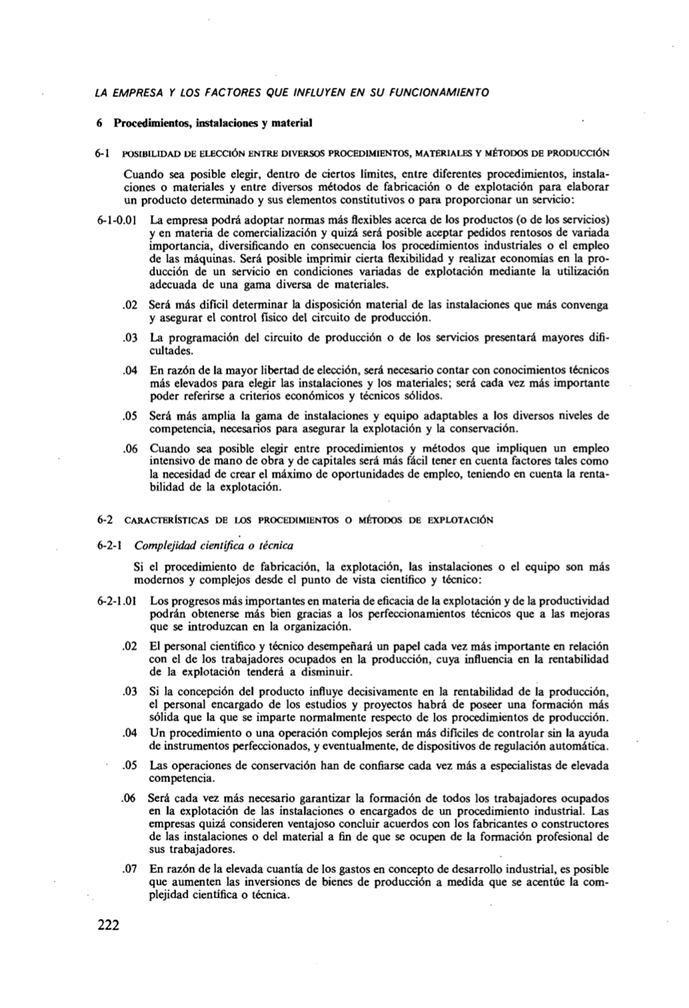 LA EMPRESA Y LOS FACTORES QUE INFLUYEN EN SU FUNCIONAMIENTO
6 Procedimientos, instalaciones y material
6-1 POSIBILIDAD DE ELECCIÓN ENTRE DIVERSOS PROCEDIMIENTOS, MATERIALES Y MÉTODOS DE PRODUCCIÓN
Cuando sea posible elegir, dentro de ciertos límites, entre diferentes procedimientos, instala-
ciones o materiales y entre diversos métodos de fabricación o de explotación para elaborar
un producto determinado y sus elementos constitutivos o para proporcionar un servicio:
6-1-0.01 La empresa podrá adoptar normas más flexibles acerca de los productos (o de los servicios)
y en materia de comercialización y quizá será posible aceptar pedidos rentosos de variada
importancia, diversificando en consecuencia los procedimientos industriales o el empleo
de las máquinas. Será posible imprimir cierta flexibilidad y realizar economías en la pro-
ducción de un servicio en condiciones variadas de explotación mediante la utilización
adecuada de una gama diversa de materiales.
.02 Será más difícil determinar la disposición material de las instalaciones que más convenga
y asegurar el control físico del circuito de producción.
.03 La programación del circuito de producción o de los servicios presentará mayores difi-
cultades.
.04 En razón de la mayor libertad de elección, será necesario contar con conocimientos técnicos
más elevados para elegir las instalaciones y los materiales; será cada vez más importante
poder referirse a criterios económicos y técnicos sólidos.
.05 Será más amplia la gama de instalaciones y equipo adaptables a los diversos niveles de
competencia, necesarios para asegurar la explotación y la conservación.
.06 Cuando sea posible elegir entre procedimientos y métodos que impliquen un empleo
intensivo de mano de obra y de capitales será más fácil tener en cuenta factores tales como
la necesidad de crear el máximo de oportunidades de empleo, teniendo en cuenta la renta-
bilidad de la explotación.
6-2 CARACTERÍSTICAS DE LOS PROCEDIMIENTOS O MÉTODOS DE EXPLOTACIÓN
6-2-1 Complejidad científica o técnica
Si el procedimiento de fabricación, la explotación, las instalaciones o el equipo son más
modernos y complejos desde el punto de vista científico y técnico:
6-2-1.01 Los progresos más importantes en materia de eficacia de la explotación y de la productividad
podrán obtenerse más bien gracias a los perfeccionamientos técnicos que a las mejoras
que se introduzcan en la organización.
.02 El personal científico y técnico desempeñará un papel cada vez más importante en relación
con el de los trabajadores ocupados en la producción, cuya influencia en la rentabilidad
de la explotación tenderá a disminuir.
.03 Si la concepción del producto influye decisivamente en la rentabilidad de la producción,
el personal encargado de los estudios y proyectos habrá de poseer una formación más
sólida que la que se imparte normalmente respecto de los procedimientos de producción.
.04 Un procedimiento o una operación complejos serán más difíciles de controlar sin la ayuda
de instrumentos perfeccionados, y eventualmente, de dispositivos de regulación automática.
.05 Las operaciones de conservación han de confiarse cada vez más a especialistas de elevada
competencia.
.06 Será cada vez más necesario garantizar la formación de todos los trabajadores ocupados
en la explotación de las instalaciones o encargados de un procedimiento industrial. Las
empresas quizá consideren ventajoso concluir acuerdos con los fabricantes o constructores
de las instalaciones o del material a fin de que se ocupen de la formación profesional de
sus trabajadores.
.07 En razón de la elevada cuantía de los gastos en concepto de desarrollo industrial, es posible
que aumenten las inversiones de bienes de producción a medida que se acentúe la com-
plejidad científica o técnica.
222